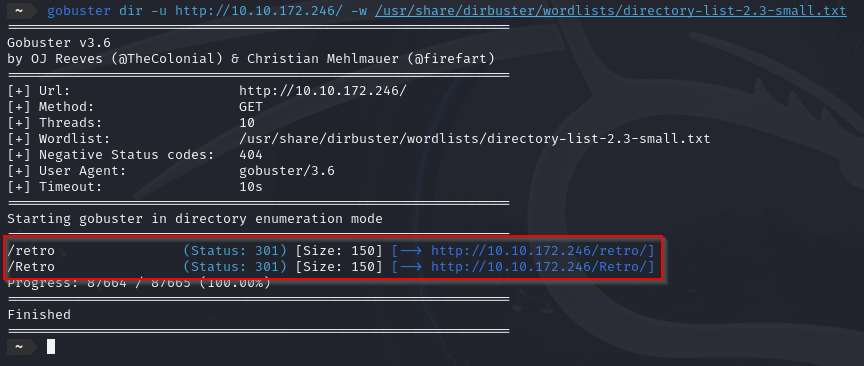 ~ gobuster dir -u http://10.10.172.246/ -w /usr/share/dirbuster/wordlists/directory-list-2.3-small.txt
===============================================================
Gobuster v3.6
by OJ Reeves (@TheColonial) & Christian Mehlmauer (@firefart)
===============================================================
[+] Url:                     http://10.10.172.246/
[+] Method:                  GET
[+] Threads:                 10
[+] Wordlist:                /usr/share/dirbuster/wordlists/directory-list-2.3-small.txt
[+] Negative Status codes:   404
[+] User Agent:              gobuster/3.6
[+] Timeout:                 10s
===============================================================
Starting gobuster in directory enumeration mode
===============================================================
/retro                (Status: 301) [Size: 150] [--> http://10.10.172.246/retro/]
/Retro                (Status: 301) [Size: 150] [--> http://10.10.172.246/Retro/]
Progress: 87664 / 87665 (100.00%)
===============================================================
Finished
===============================================================
~